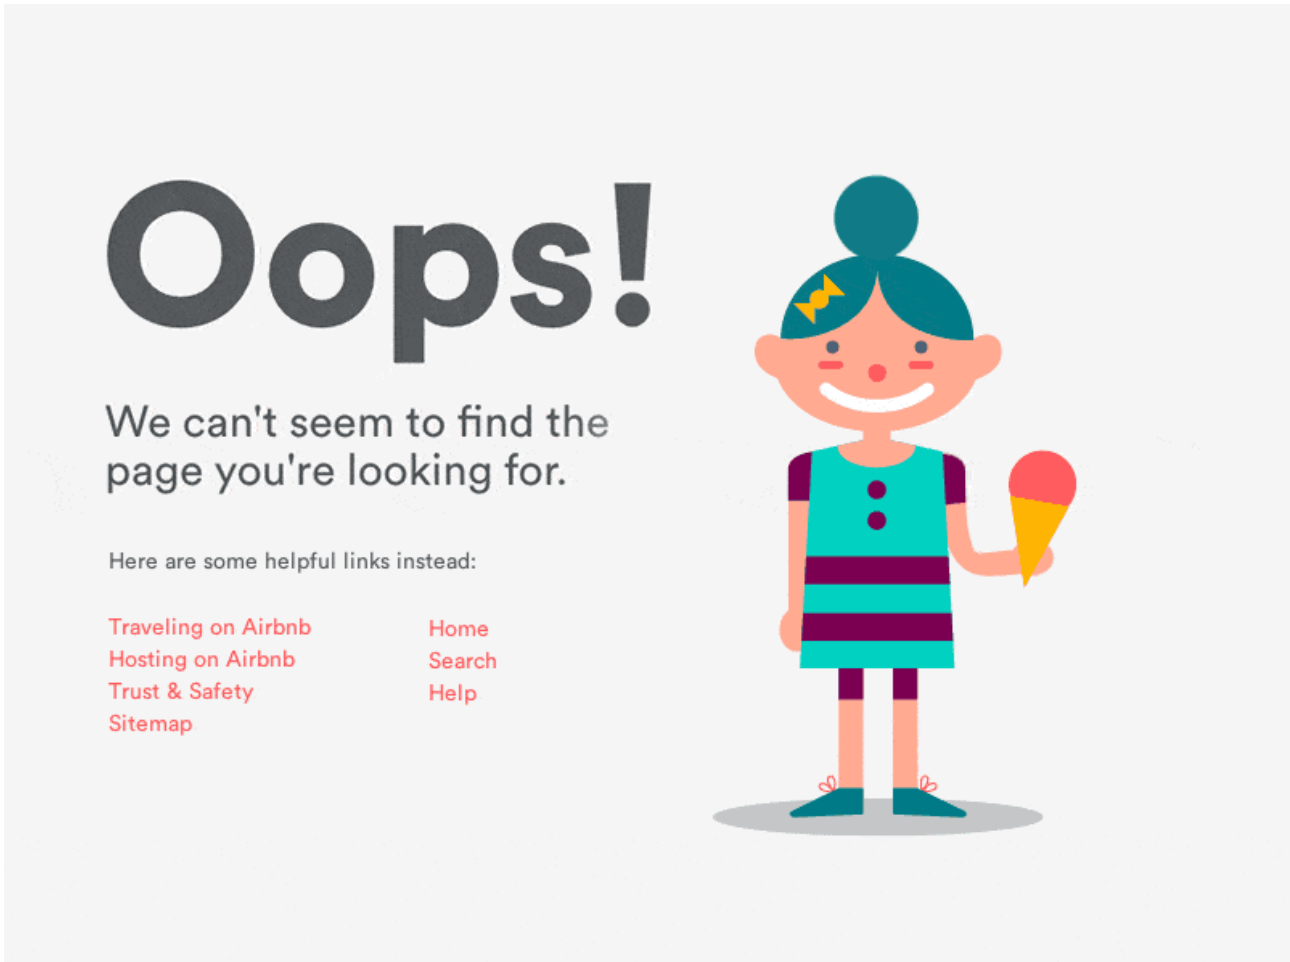 Oops!
We can't seem to find the
page you're looking for.
Here are some helpful links instead:
Traveling on Airbnb
Hosting on Airbnb
Trust & Safety
Sitemap
Home
Search
Help